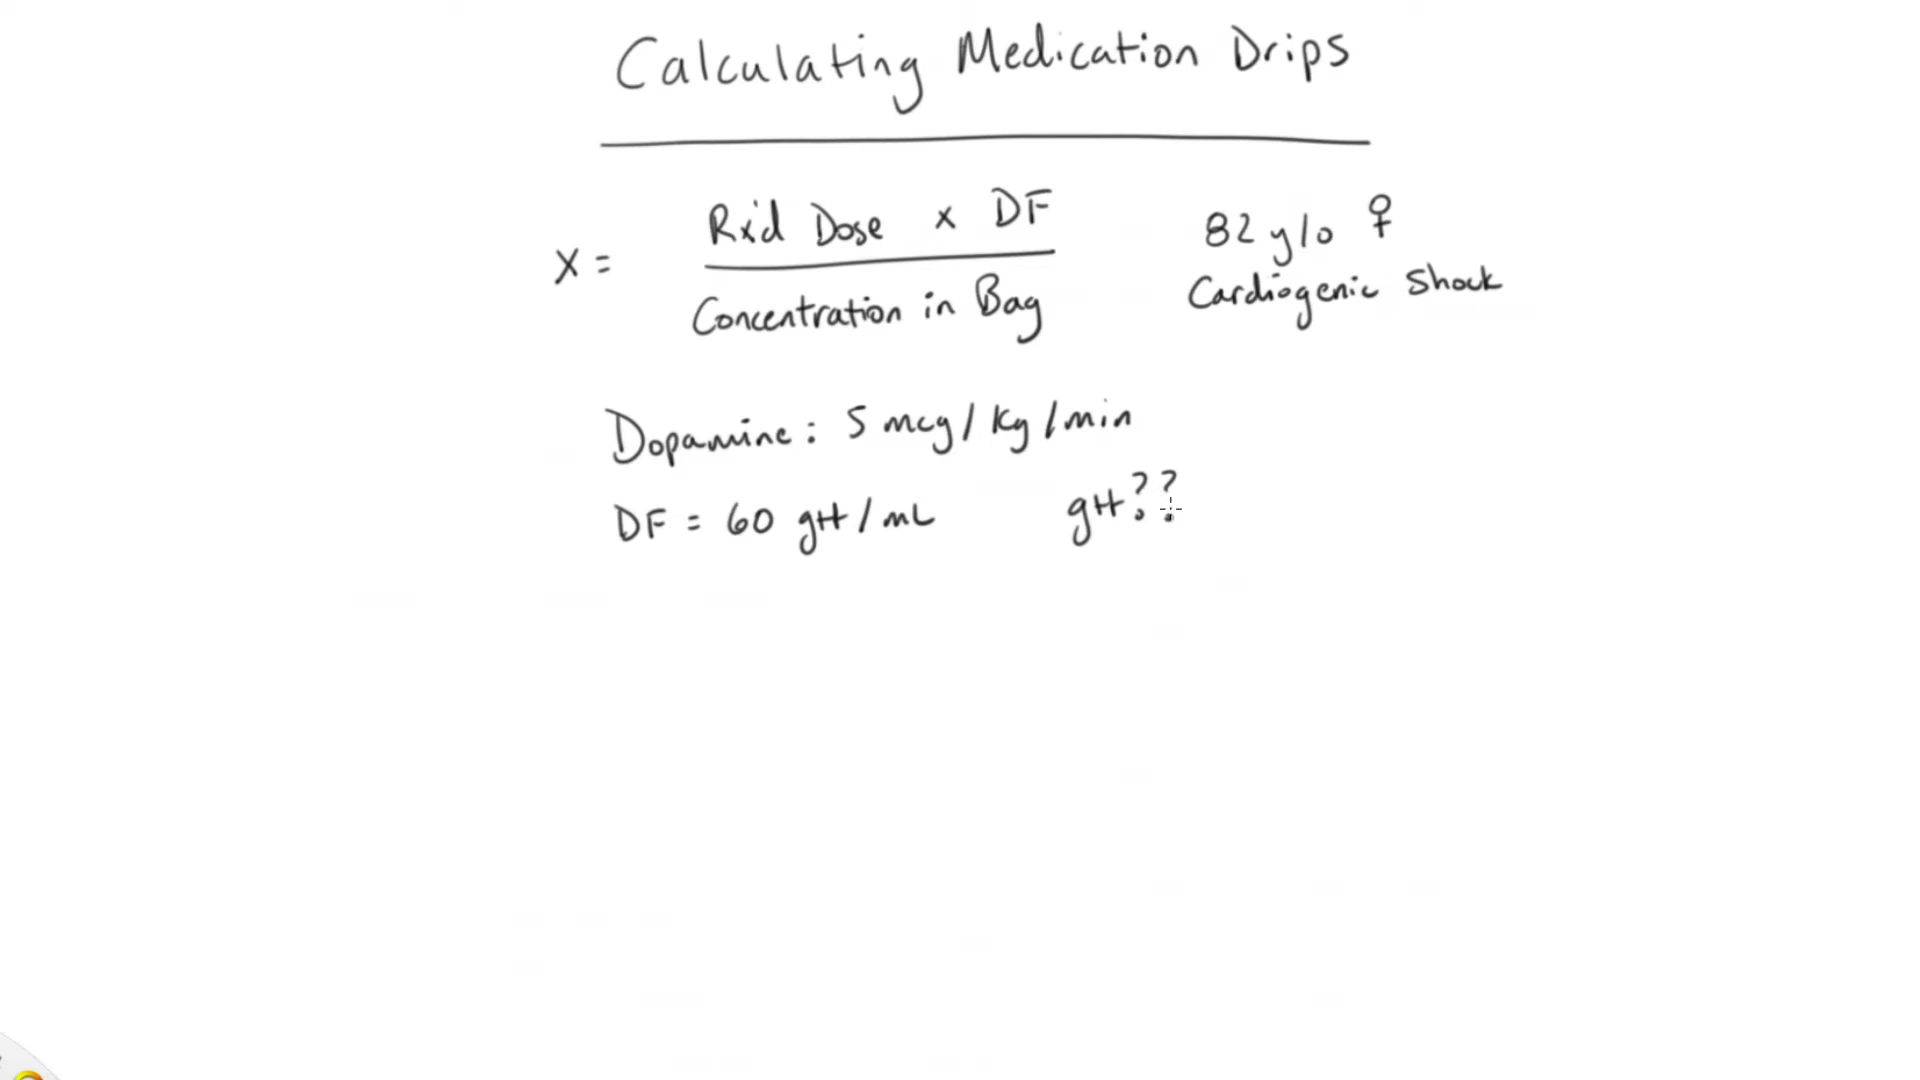 Calculating Medication Drips
X = Rx'd Dose x DF
Concentration in Bag
82 y/o ♀
Cardiogenic Shock
Dopamine: 5 mcg/kg/min
DF = 60 gtt/mL
gtt??